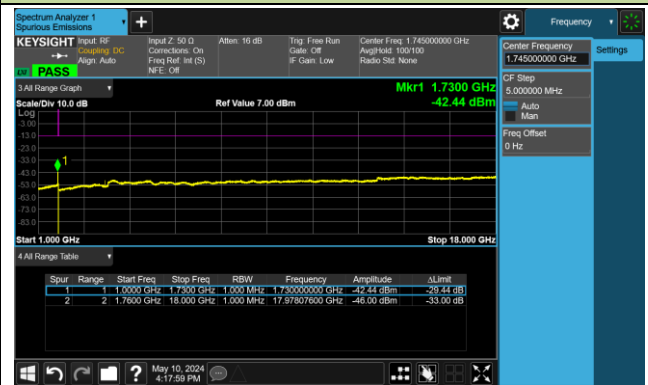 Spectrum Analyzer 1
Spurious Emissions
Frequency
KEYSIGHT Input: RF
Coupling: DC
Align: Auto
Input Z: 50 Ω
Corrections: On
Freq Ref: Int (S)
NFE: Off
Atten: 16 dB
Trig: Free Run
Gate: Off
IF Gain: Low
Center Freq: 1.745000000 GHz
Avg|Hold: 100/100
Radio Std: None
PASS
Center Frequency
1.745000000 GHz
Settings
CF Step
5.000000 MHz
Auto
Man
Freq Offset
0 Hz
3 All Range Graph
Mkr1 1.7300 GHz
Scale/Div 10.0 dB
Ref Value 7.00 dBm
-42.44 dBm
Log
-3.00
-13.0
-23.0
-33.0
-43.0
-53.0
-63.0
-73.0
-83.0
1
Start 1.000 GHz
Stop 18.000 GHz
4 All Range Table
Spur Range Start Freq Stop Freq RBW Frequency Amplitude ΔLimit
1 1 1.0000 GHz 1.7300 GHz 1.000 MHz 1.730000000 GHz -42.44 dBm -29.44 dB
2 2 1.7600 GHz 18.000 GHz 1.000 MHz 17.97807600 GHz -46.00 dBm -33.00 dB
?
May 10, 2024
4:17:59 PM